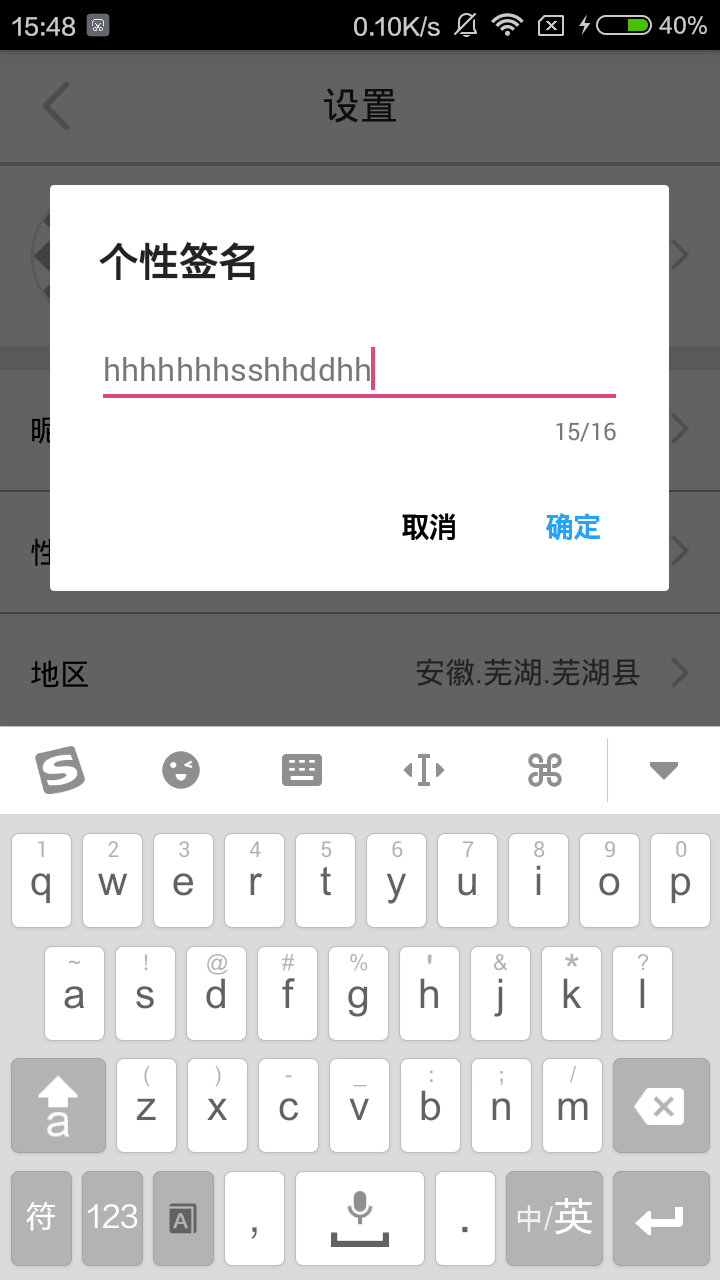 15:48 0.10K/s 40%
设置
个性签名
hhhhhhhsshhddhh
15/16
取消 确定
昵
性
地区 安徽.芜湖.芜湖县
1 2 3 4 5 6 7 8 9 0
q w e r t y u i o p
~ ! @ # % ' & * ?
a s d f g h j k l
( ) - _ : ; /
a z x c v b n m
符 123 A , . 中/英